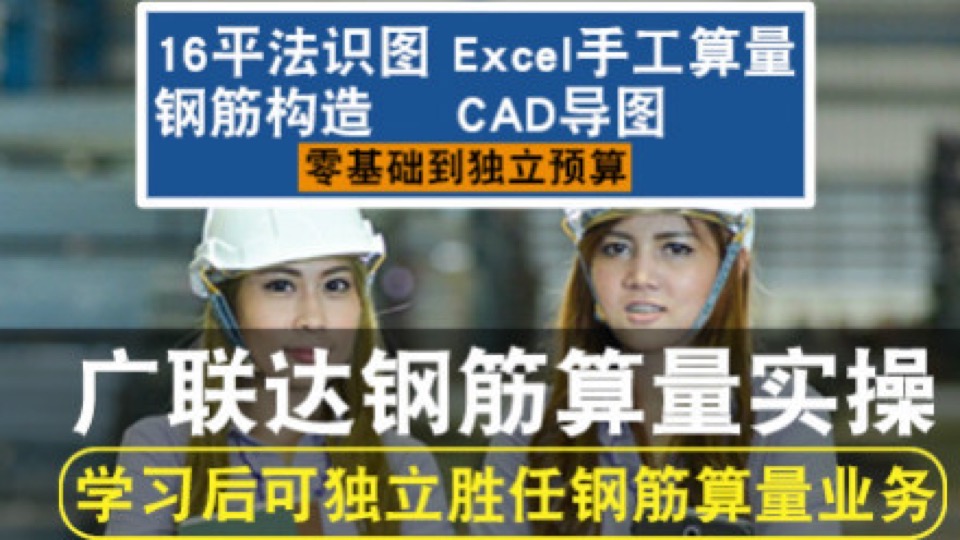 16平法识图 Excel手工算量
钢筋构造 CAD导图
零基础到独立预算
广联达钢筋算量实操
学习后可独立胜任钢筋算量业务